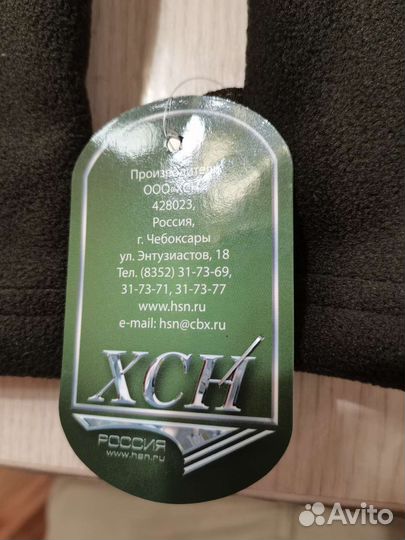 Производитель
ООО «ХСН»
428023,
Россия,
г. Чебоксары
ул. Энтузиастов, 18
Тел. (8352) 31-73-69,
31-73-71, 31-73-77
www.hsn.ru
e-mail: hsn@cbx.ru
ХСН
РОССИЯ
www.hsn.ru
Avito